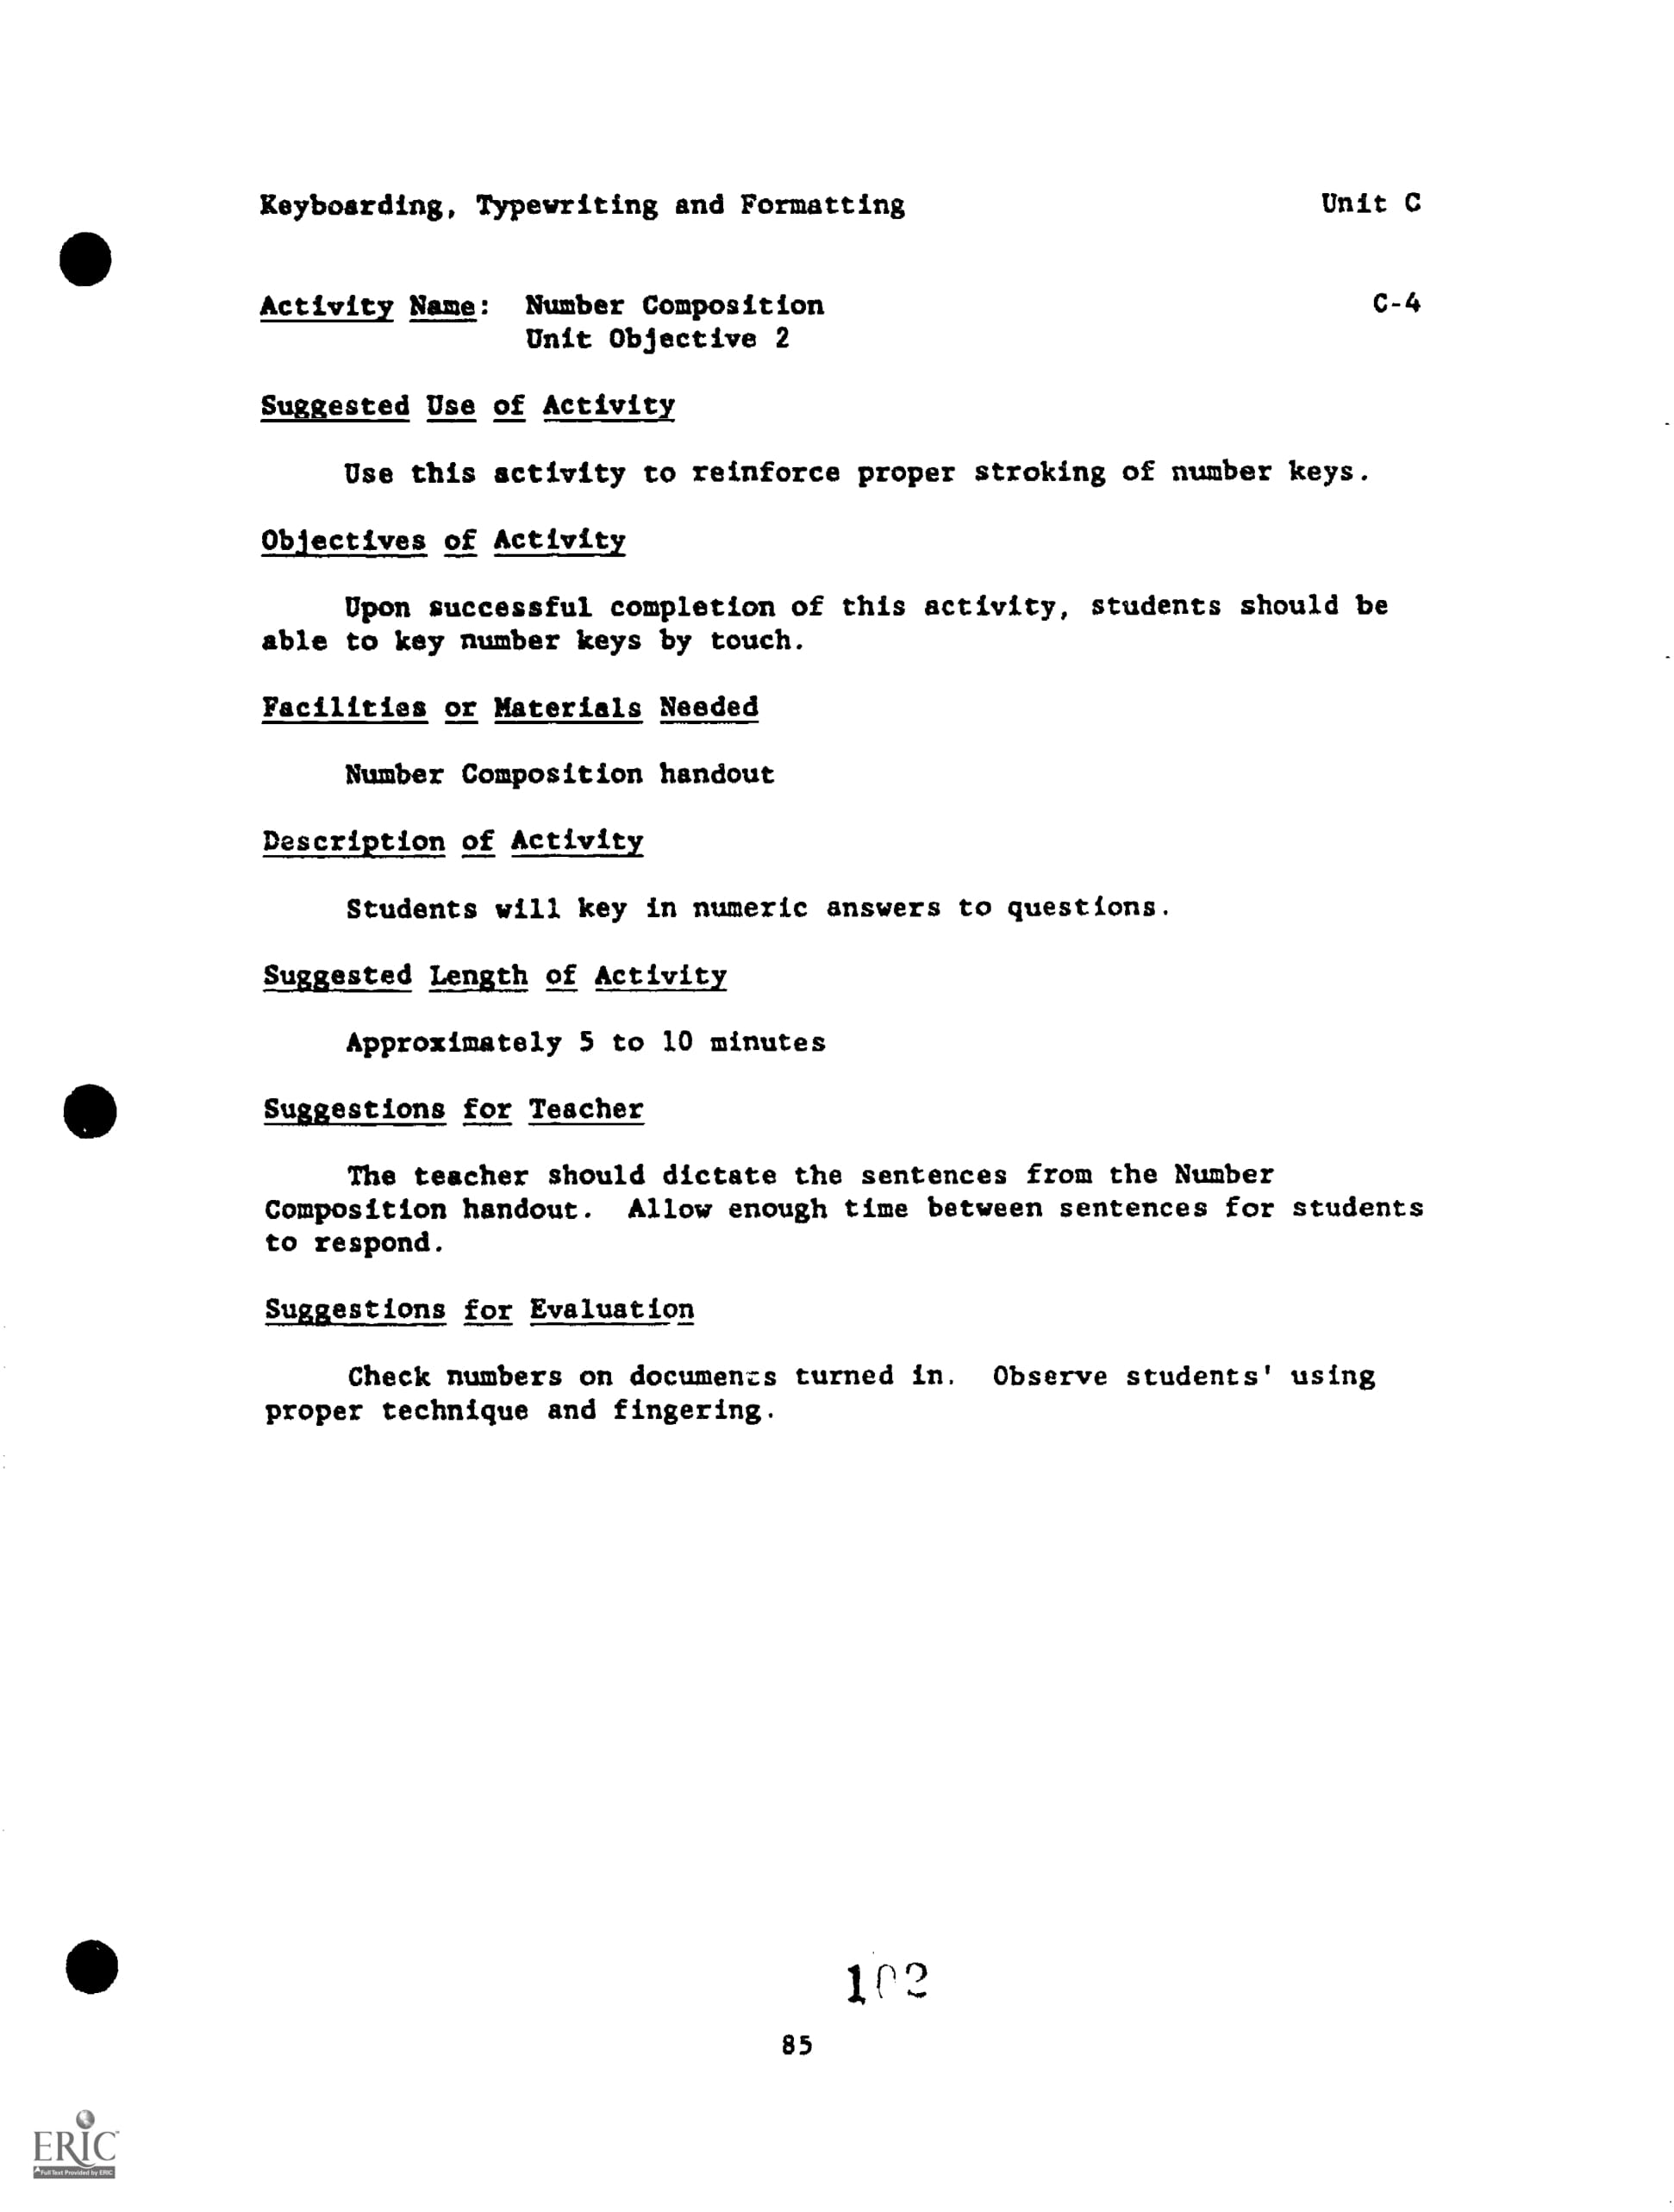 Keyboarding, Typewriting and Formatting Unit C
Activity Name: Number Composition C-4
Unit Objective 2
Suggested Use of Activity
Use this activity to reinforce proper stroking of number keys.
Objectives of Activity
Upon successful completion of this activity, students should be
able to key number keys by touch.
Facilities or Materials Needed
Number Composition handout
Description of Activity
Students will key in numeric answers to questions.
Suggested Length of Activity
Approximately 5 to 10 minutes
Suggestions for Teacher
The teacher should dictate the sentences from the Number
Composition handout. Allow enough time between sentences for students
to respond.
Suggestions for Evaluation
Check numbers on documents turned in. Observe students' using
proper technique and fingering.
102
85
ERIC
Full Text Provided by ERIC